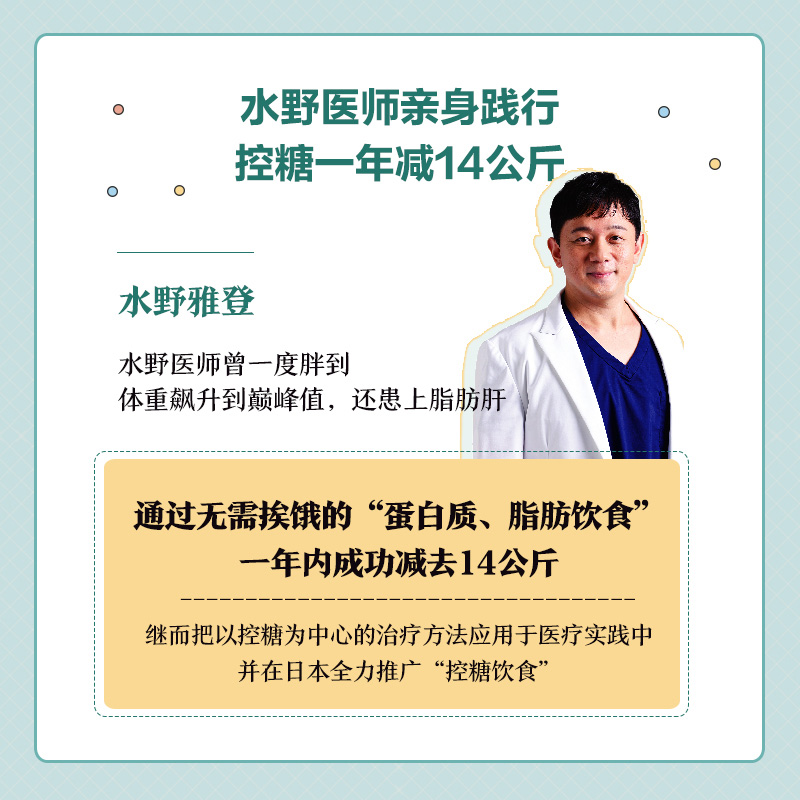 水野医师亲身践行
控糖一年减14公斤
水野雅登
水野医师曾一度胖到
体重飙升到巅峰值，还患上脂肪肝
通过无需挨饿的“蛋白质、脂肪饮食”
一年内成功减去14公斤
继而把以控糖为中心的治疗方法应用于医疗实践中
并在日本全力推广“控糖饮食”